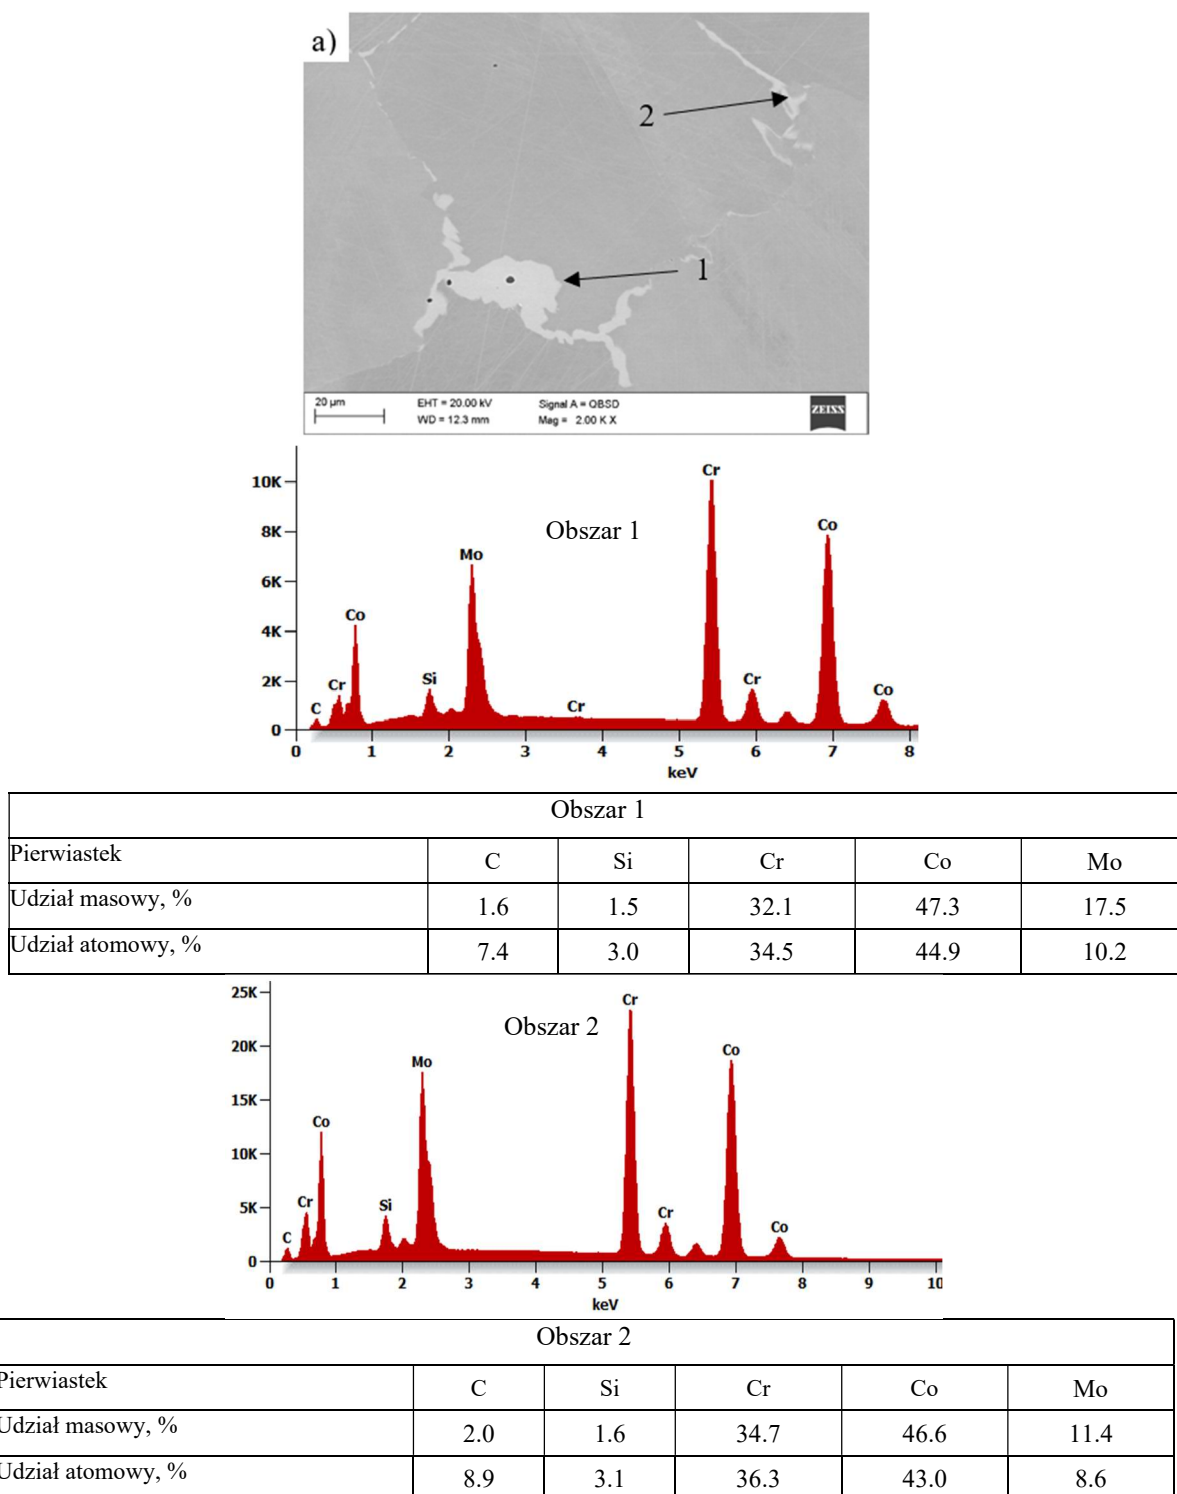 a)
2
1
20 µm EHT = 20.00 kV Signal A = QBSD ZEISS
WD = 12.3 mm Mag = 2.00 K X
Obszar 1
10K
8K
6K
4K
2K
0
C Cr Co Si Mo Cr Cr Cr Co Co
0 1 2 3 4 5 6 7 8
keV
Obszar 1
Pierwiastek C Si Cr Co Mo
Udział masowy, % 1.6 1.5 32.1 47.3 17.5
Udział atomowy, % 7.4 3.0 34.5 44.9 10.2
Obszar 2
25K
20K
15K
10K
5K
0
C Cr Co Si Mo Cr Cr Co Co
0 1 2 3 4 5 6 7 8 9 10
keV
Obszar 2
Pierwiastek C Si Cr Co Mo
Udział masowy, % 2.0 1.6 34.7 46.6 11.4
Udział atomowy, % 8.9 3.1 36.3 43.0 8.6